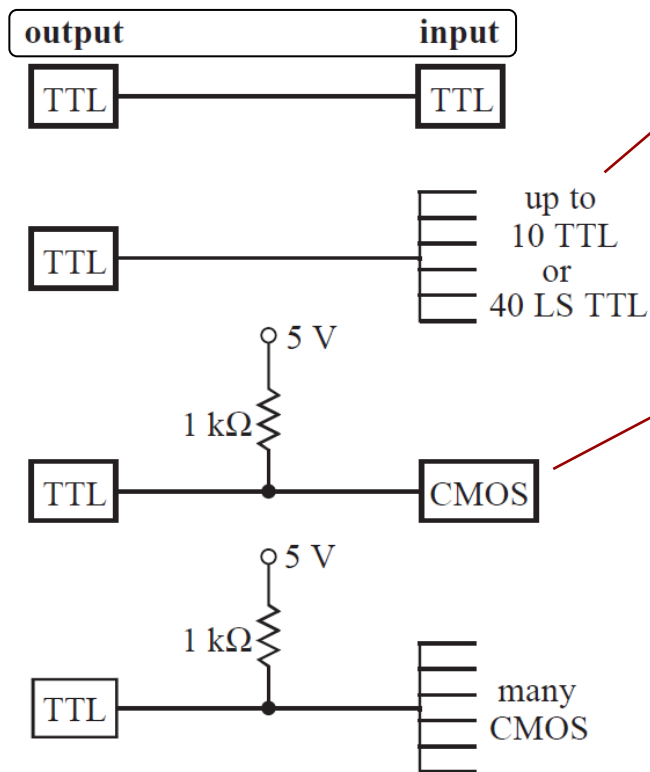 output input
TTL TTL
up to
TTL 10 TTL
or
40 LS TTL
5 V
1 kΩ
TTL CMOS
5 V
1 kΩ
TTL many
CMOS